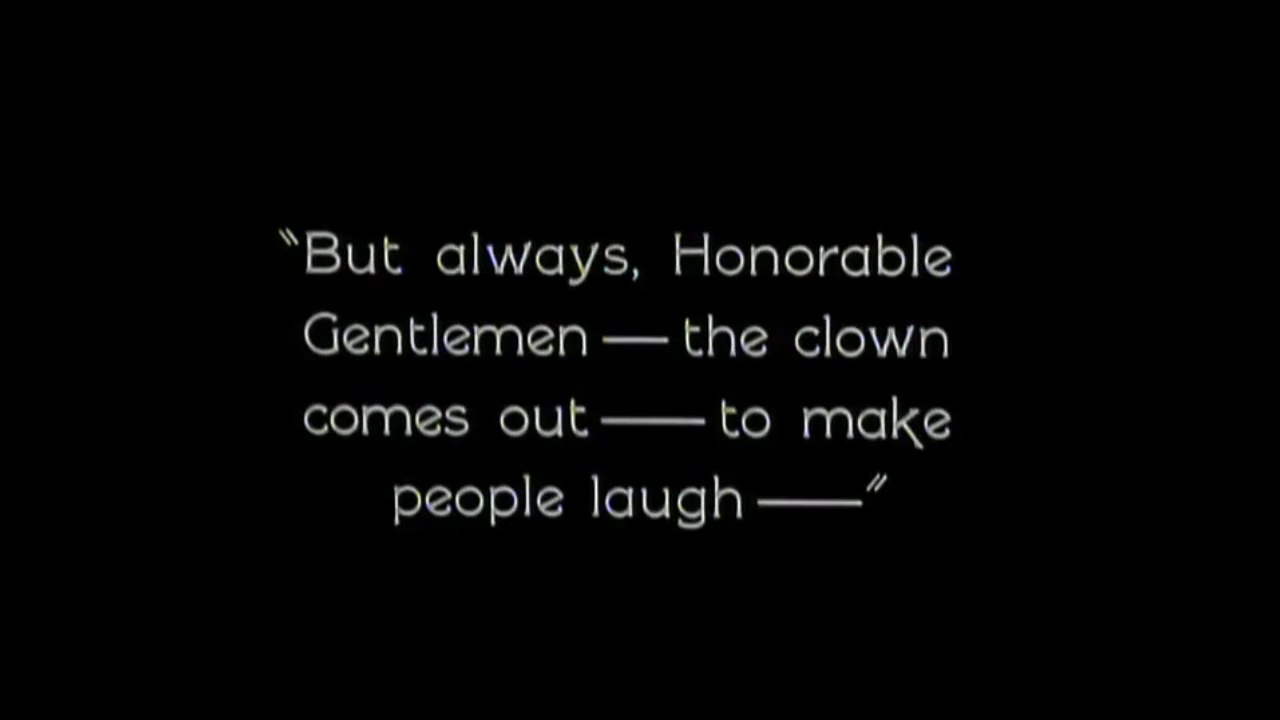 "But always, Honorable
Gentlemen — the clown
comes out —— to make
people laugh ——"